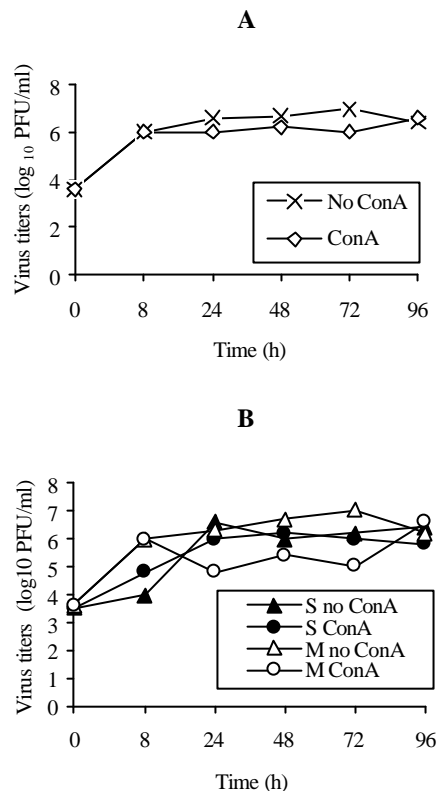 A
Virus titers (log 10 PFU/ml)
8
6
4
2
0
No ConA
ConA
0 8 24 48 72 96
Time (h)
B
Virus titers (log10 PFU/ml)
7
6
5
4
3
2
1
0
S no ConA
S ConA
M no ConA
M ConA
0 8 24 48 72 96
Time (h)